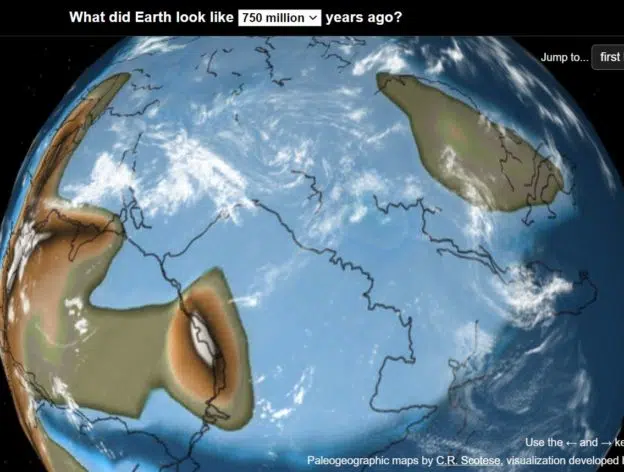 What did Earth look like 750 million years ago?
Jump to... first
Use the ← and → ke
Paleogeographic maps by C.R. Scotese, visualization developed